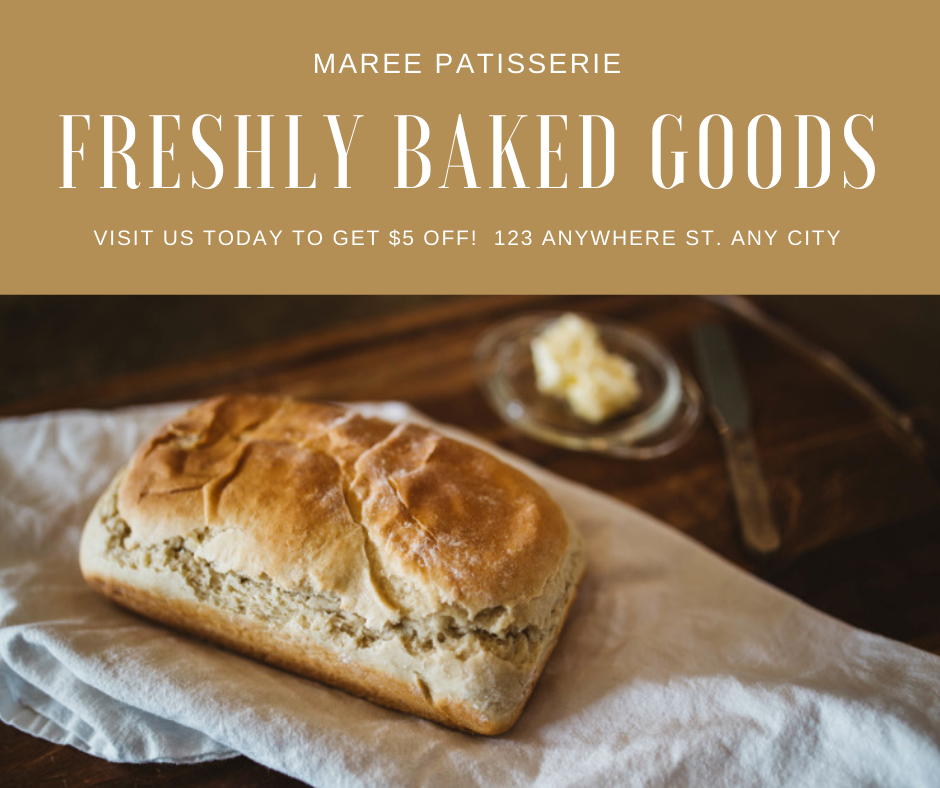 MAREE PATISSERIE
FRESHLY BAKED GOODS
VISIT US TODAY TO GET $5 OFF! 123 ANYWHERE ST. ANY CITY